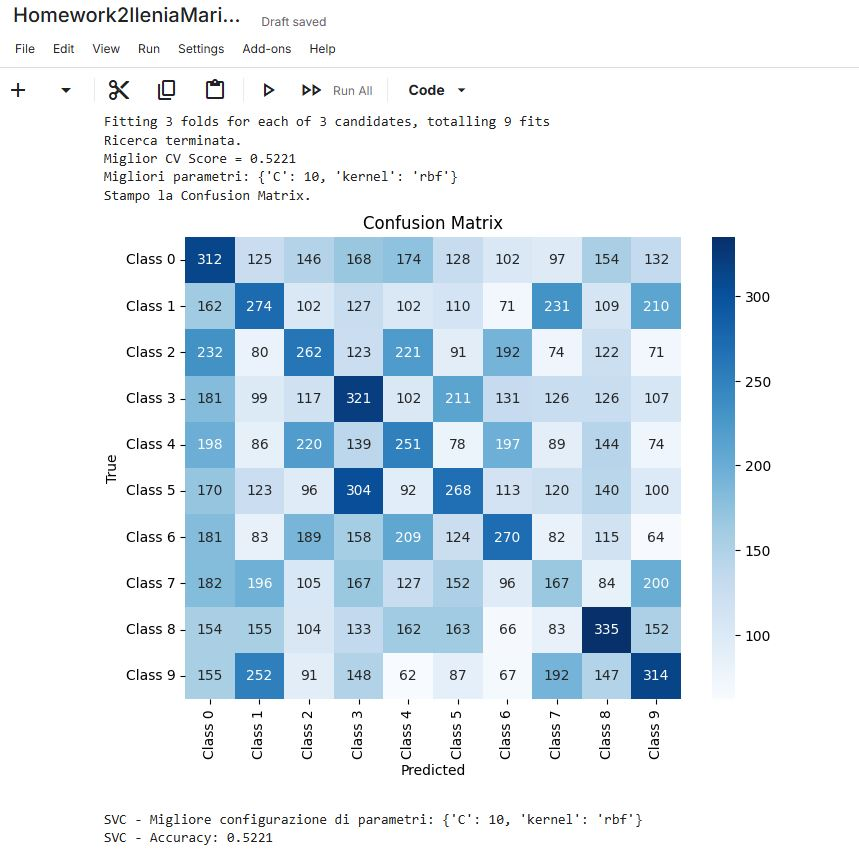 Homework2IleniaMari... Draft saved
File Edit View Run Settings Add-ons Help
Run All Code
Fitting 3 folds for each of 3 candidates, totalling 9 fits
Ricerca terminata.
Miglior CV Score = 0.5221
Migliori parametri: {'C': 10, 'kernel': 'rbf'}
Stampo la Confusion Matrix.
Confusion Matrix
Class 0 312 125 146 168 174 128 102 97 154 132
Class 1 162 274 102 127 102 110 71 231 109 210
Class 2 232 80 262 123 221 91 192 74 122 71
Class 3 181 99 117 321 102 211 131 126 126 107
Class 4 198 86 220 139 251 78 197 89 144 74
Class 5 170 123 96 304 92 268 113 120 140 100
Class 6 181 83 189 158 209 124 270 82 115 64
Class 7 182 196 105 167 127 152 96 167 84 200
Class 8 154 155 104 133 162 163 66 83 335 152
Class 9 155 252 91 148 62 87 67 192 147 314
True
300
250
200
150
100
Class 0 Class 1 Class 2 Class 3 Class 4 Class 5 Class 6 Class 7 Class 8 Class 9
Predicted
SVC - Migliore configurazione di parametri: {'C': 10, 'kernel': 'rbf'}
SVC - Accuracy: 0.5221